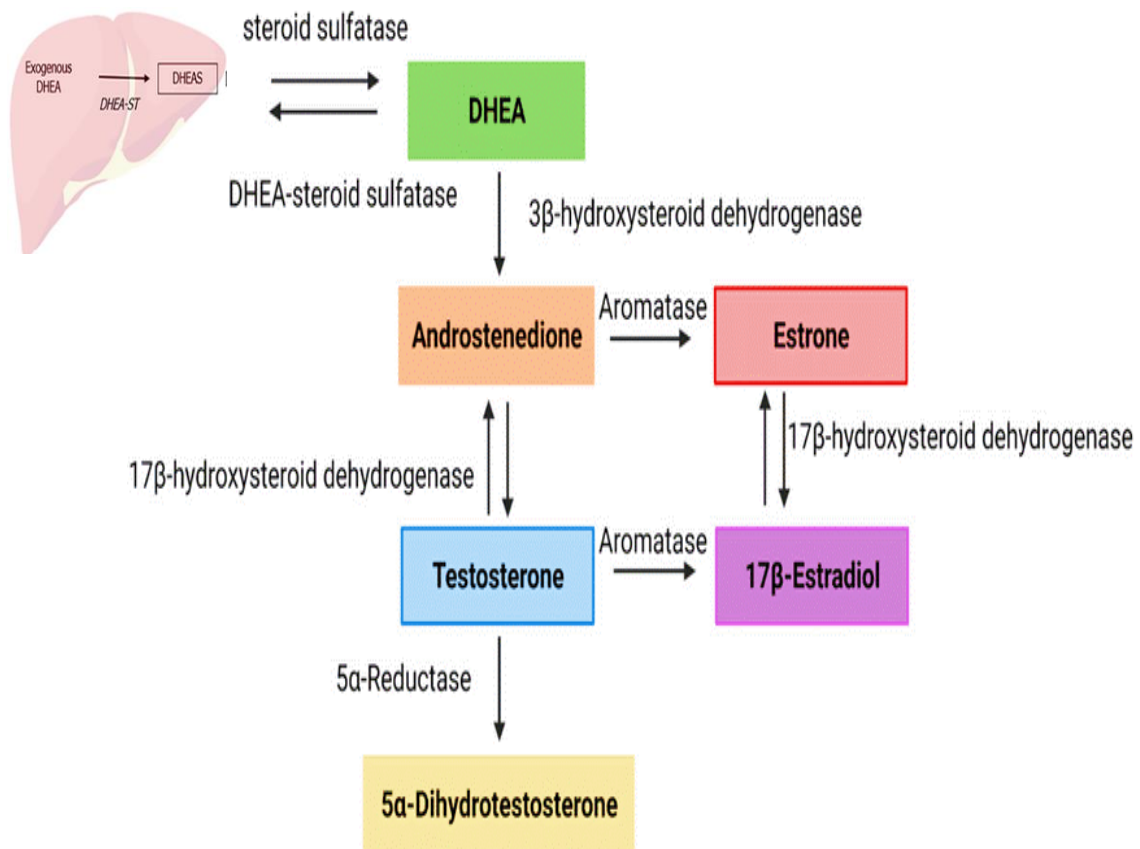 steroid sulfatase
Exogenous
DHEA
DHEAS
DHEA-ST
DHEA
DHEA-steroid sulfatase
3β-hydroxysteroid dehydrogenase
Androstenedione
Aromatase
Estrone
17β-hydroxysteroid dehydrogenase
17β-hydroxysteroid dehydrogenase
Testosterone
Aromatase
17β-Estradiol
5α-Reductase
5α-Dihydrotestosterone